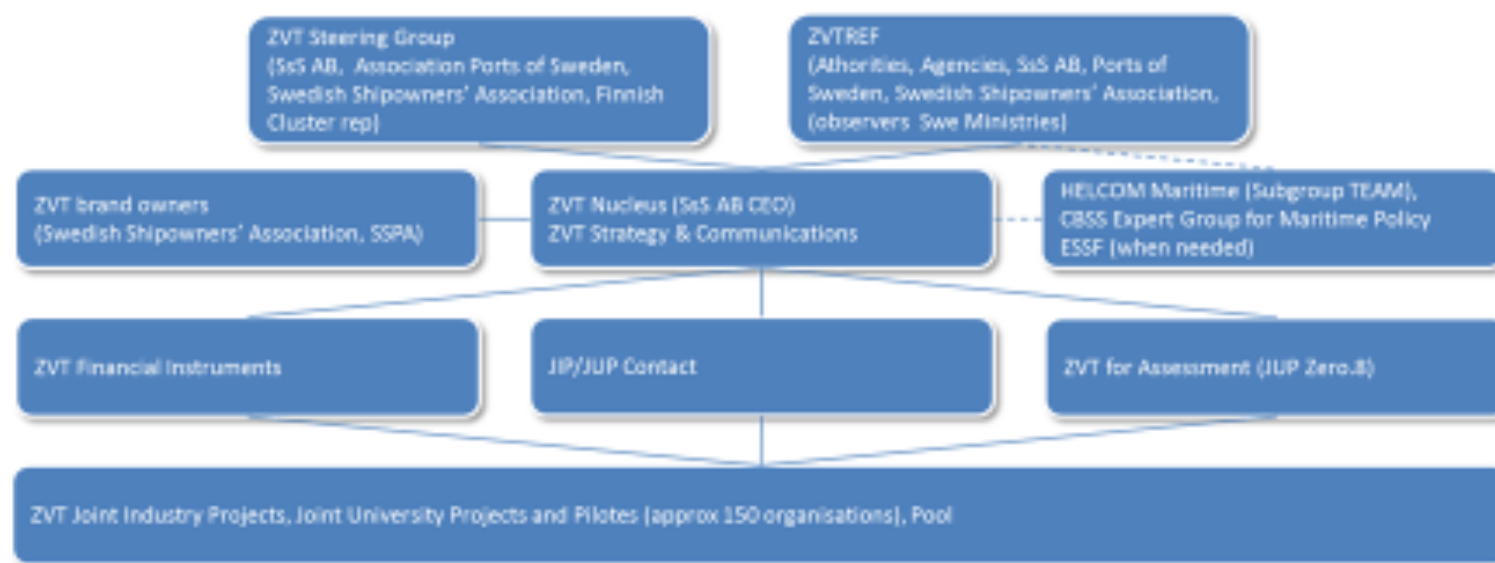 ZVT Steering Group
(SsS AB, Association Ports of Sweden,
Swedish Shipowners' Association, Finnish
Cluster rep)
ZVTREF
(Athorities, Agencies, SsS AB, Ports of
Sweden, Swedish Shipowners' Association,
(observers Swe Ministries)
ZVT brand owners
(Swedish Shipowners' Association, SSPA)
ZVT Nucleus (SsS AB CEO)
ZVT Strategy & Communications
HELCOM Maritime (Subgroup TEAM),
CBSS Expert Group for Maritime Policy
ESSF (when needed)
ZVT Financial Instruments
JIP/JUP Contact
ZVT for Assessment (JUP Zero.8)
ZVT Joint Industry Projects, Joint University Projects and Pilotes (approx 150 organisations), Pool